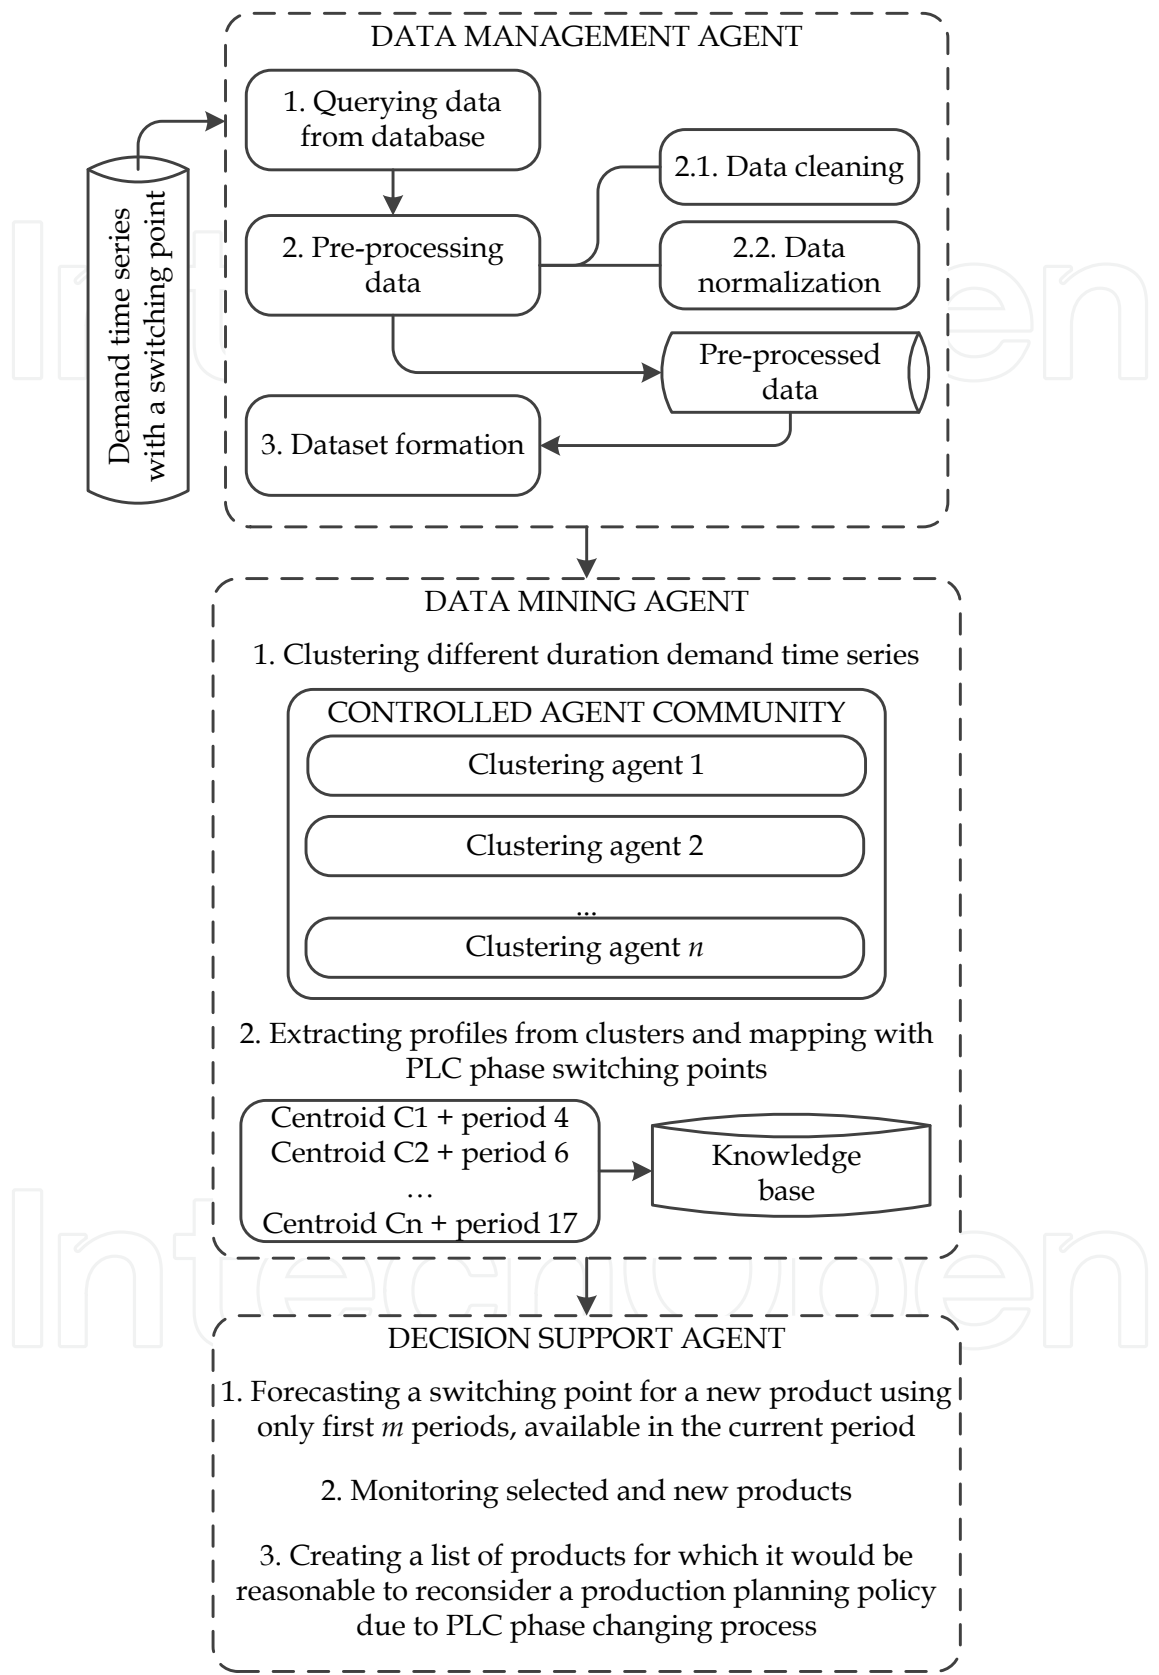 DATA MANAGEMENT AGENT
1. Querying data
from database
2.1. Data cleaning
Demand time series
with a switching point
2. Pre-processing
data
2.2. Data
normalization
Pre-processed
data
3. Dataset formation
DATA MINING AGENT
1. Clustering different duration demand time series
CONTROLLED AGENT COMMUNITY
Clustering agent 1
Clustering agent 2
...
Clustering agent n
2. Extracting profiles from clusters and mapping with
PLC phase switching points
Centroid C1 + period 4
Centroid C2 + period 6
…
Centroid Cn + period 17
Knowledge
base
DECISION SUPPORT AGENT
1. Forecasting a switching point for a new product using
only first m periods, available in the current period
2. Monitoring selected and new products
3. Creating a list of products for which it would be
reasonable to reconsider a production planning policy
due to PLC phase changing process
IntechOpen
IntechOpen